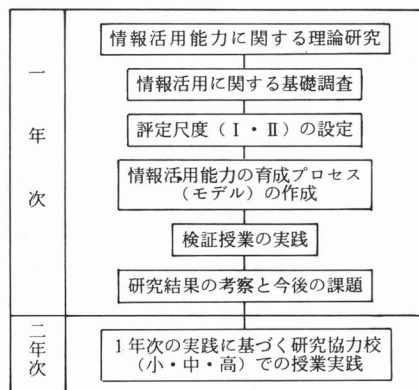 一年次
情報活用能力に関する理論研究
情報活用に関する基礎調査
評定尺度(Ⅰ・Ⅱ)の設定
情報活用能力の育成プロセス
(モデル)の作成
検証授業の実践
研究結果の考察と今後の課題
二年次
1年次の実践に基づく研究協力校
(小・中・高)での授業実践